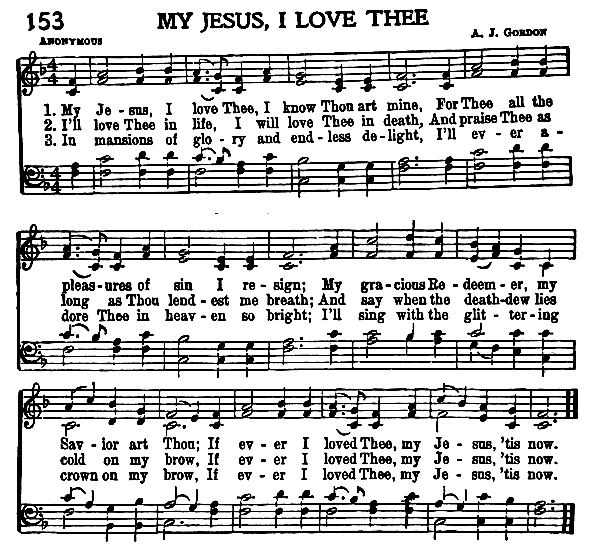 153 MY JESUS, I LOVE THEE
ANONYMOUS A. J. GORDON
1. My Je - sus, I love Thee, I know Thou art mine, For Thee all the
2. I'll love Thee in life, I will love Thee in death, And praise Thee as
3. In mansions of glo - ry and end - less de - light, I'll ev - er a -
pleas - ures of sin I re - sign; My gra - cious Re - deem - er, my
long as Thou lend - est me breath; And say when the death-dew lies
dore Thee in heav - en so bright; I'll sing with the glit - ter - ing
Sav - ior art Thou; If ev - er I loved Thee, my Je - sus, 'tis now.
cold on my brow, If ev - er I loved Thee, my Je - sus, 'tis now.
crown on my brow, If ev - er I loved Thee, my Je - sus, 'tis now.